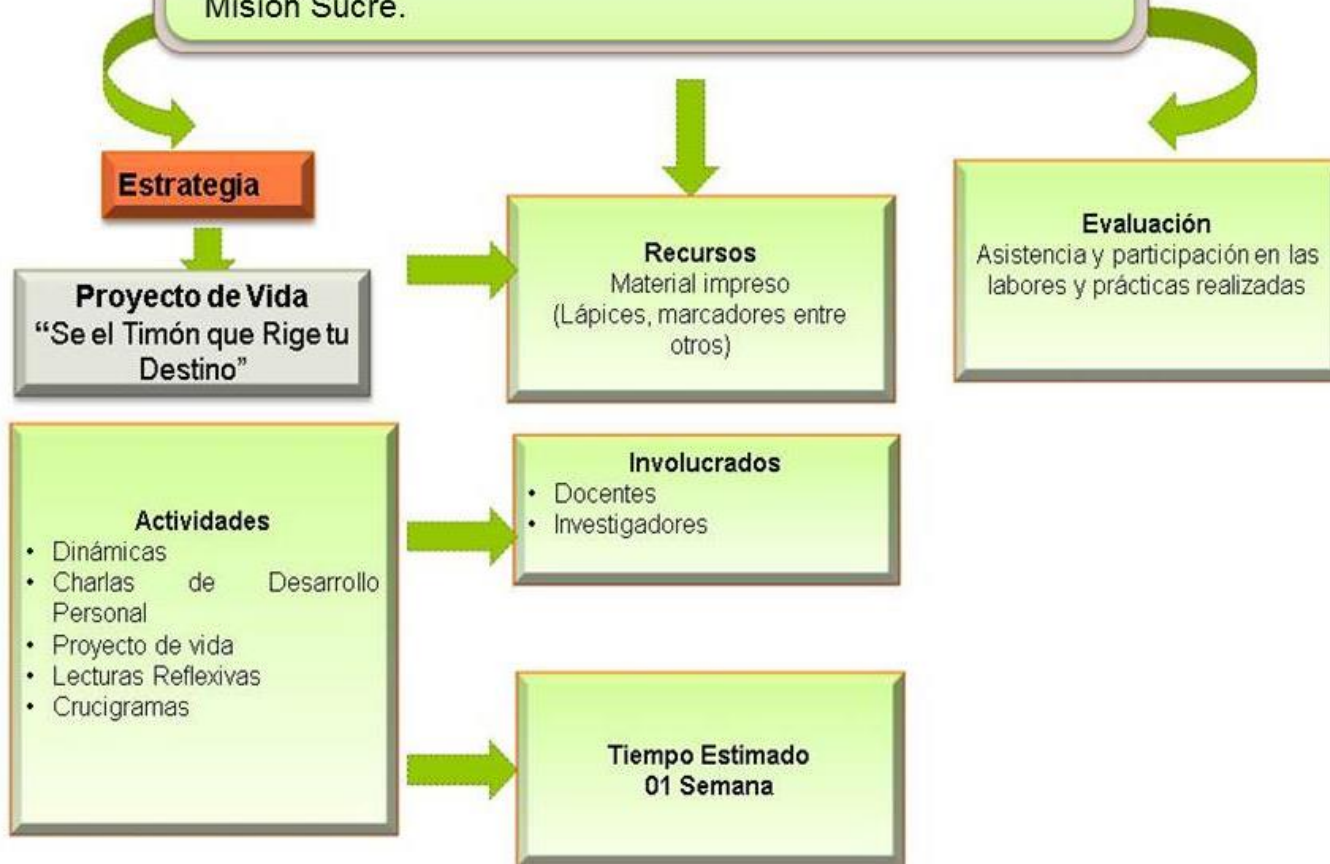 Misión Sucre.
Estrategia
Proyecto de Vida
“Se el Timón que Rige tu
Destino”
Recursos
Material impreso
(Lápices, marcadores entre
otros)
Evaluación
Asistencia y participación en las
labores y prácticas realizadas
Actividades
• Dinámicas
• Charlas de Desarrollo
Personal
• Proyecto de vida
• Lecturas Reflexivas
• Crucigramas
Involucrados
• Docentes
• Investigadores
Tiempo Estimado
01 Semana